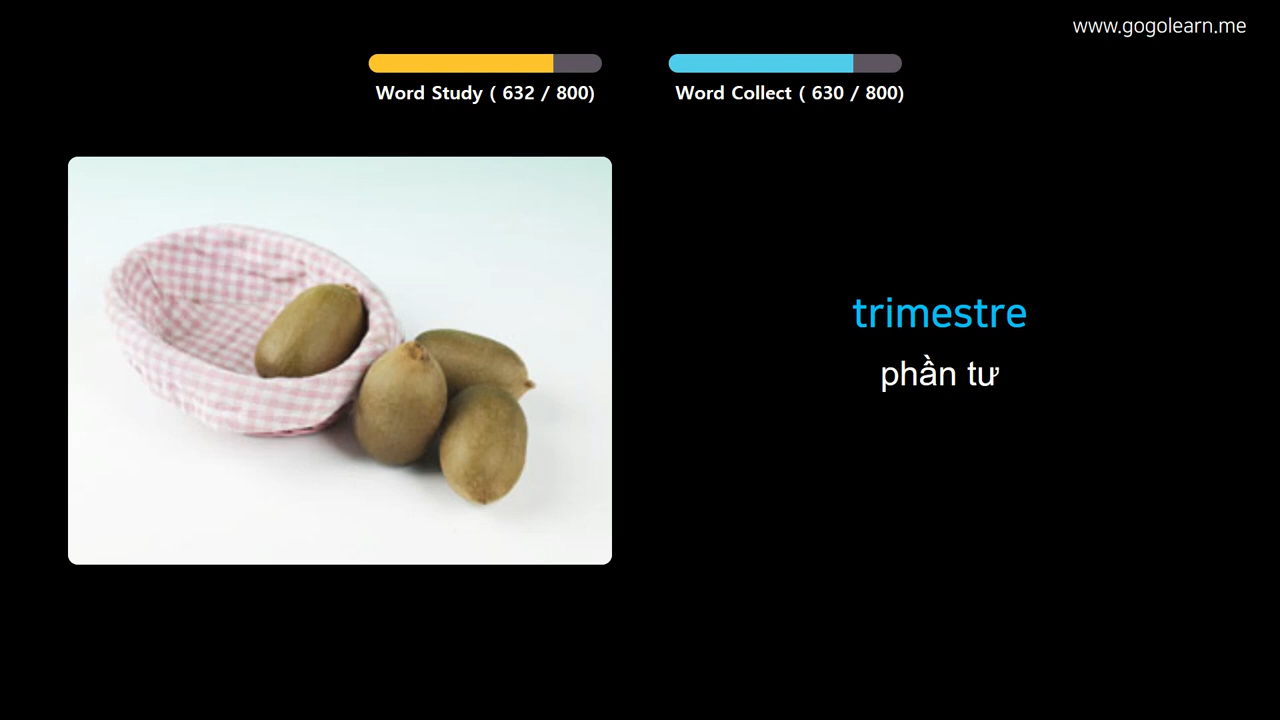 www.gogolearn.me
Word Study ( 632 / 800)
Word Collect ( 630 / 800)
trimestre
phần tư